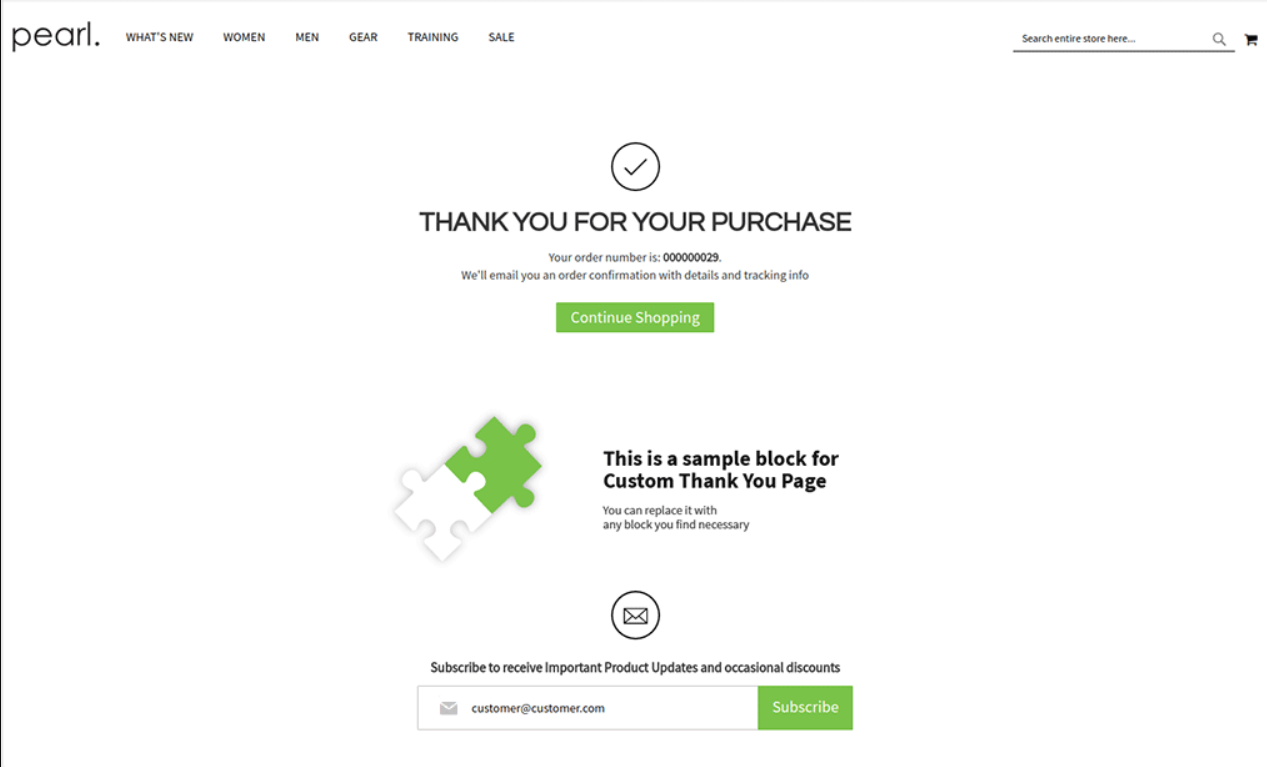 pearl.
WHAT'S NEW WOMEN MEN GEAR TRAINING SALE
Search entire store here...
THANK YOU FOR YOUR PURCHASE
Your order number is: 000000029.
We'll email you an order confirmation with details and tracking info
Continue Shopping
This is a sample block for
Custom Thank You Page
You can replace it with
any block you find necessary
Subscribe to receive Important Product Updates and occasional discounts
customer@customer.com
Subscribe